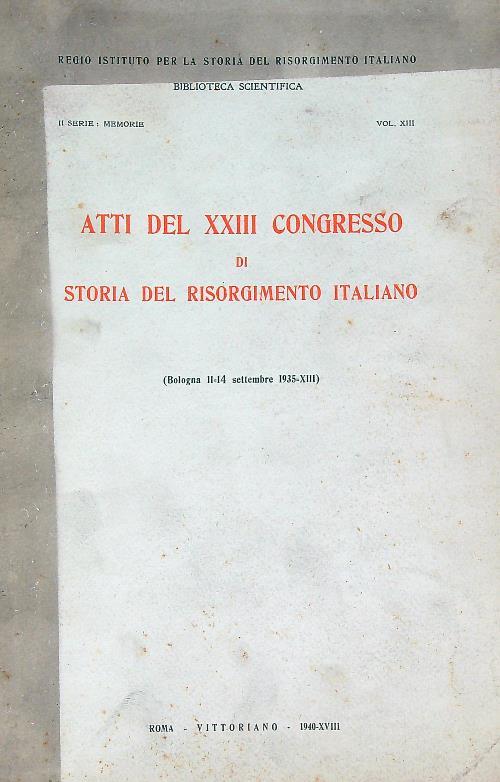 REGIO ISTITUTO PER LA STORIA DEL RISORGIMENTO ITALIANO
BIBLIOTECA SCIENTIFICA
II SERIE : MEMORIE VOL. XIII
ATTI DEL XXIII CONGRESSO
DI
STORIA DEL RISORGIMENTO ITALIANO
(Bologna 11-14 settembre 1935-XIII)
ROMA - VITTORIANO - 1940-XVIII